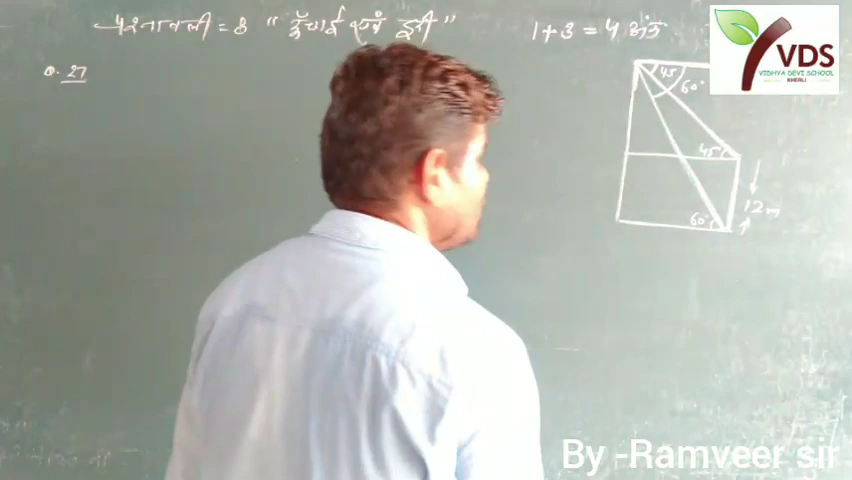 प्रश्नावली = 8 " ऊँचाई एवं दूरी " 1 + 3 = 4 अंक
Q. 27
45°
60°
45°
12 m
60°
VDS
VIDHYA DEVI SCHOOL
KHERLI
By -Ramveer sir